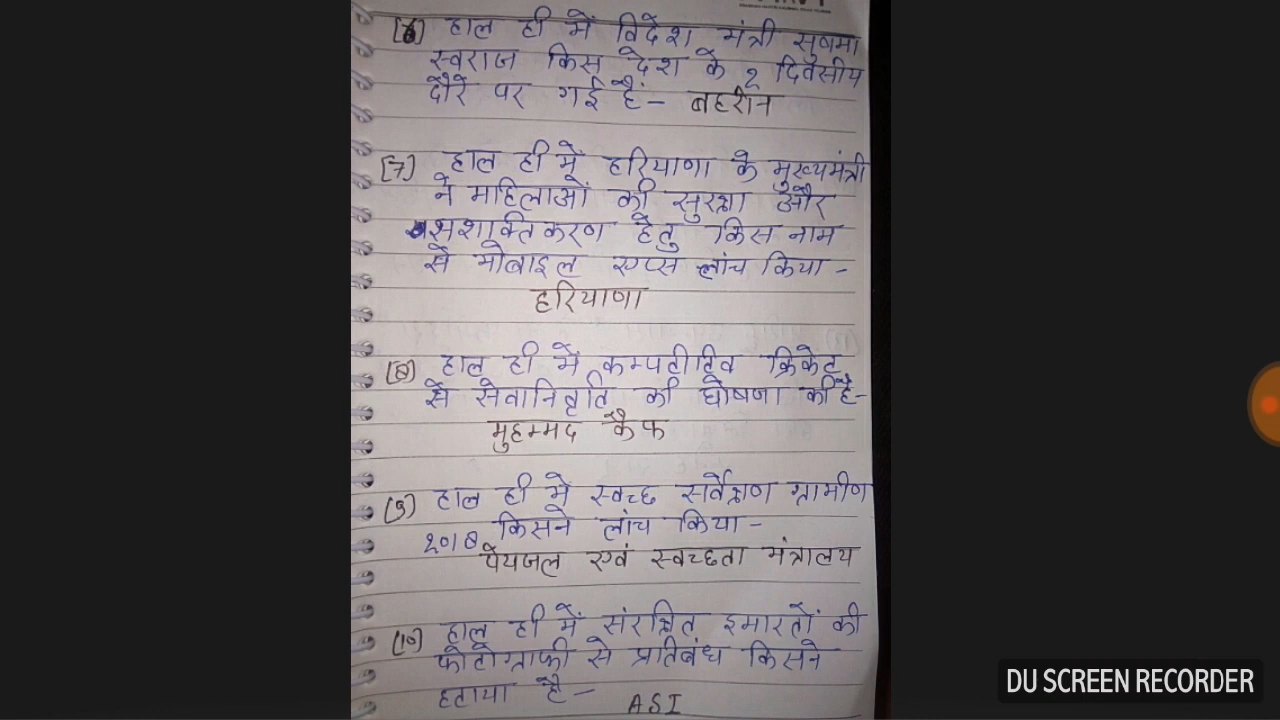 (6) हाल ही में विदेश मंत्री सुषमा
स्वराज किस देश के 2 दिवसीय
दौरे पर गई हैं- बहरीन
(7) हाल ही में हरियाणा के मुख्यमंत्री
ने महिलाओं की सुरक्षा और
सशक्तिकरण हेतु किस नाम
से मोबाइल एप्स लांच किया -
हरियाणा
(8) हाल ही में कम्पटीटिव क्रिकेट
से सेवानिवृति की घोषणा की है-
मुहम्मद कैफ
(9) हाल ही में स्वच्छ सर्वेक्षण ग्रामीण
2018 किसने लांच किया -
पेयजल एवं स्वच्छता मंत्रालय
(10) हाल ही में संरक्षित इमारतों की
फोटोग्राफी से प्रतिबंध किसने
हटाया है-
ASI
DU SCREEN RECORDER